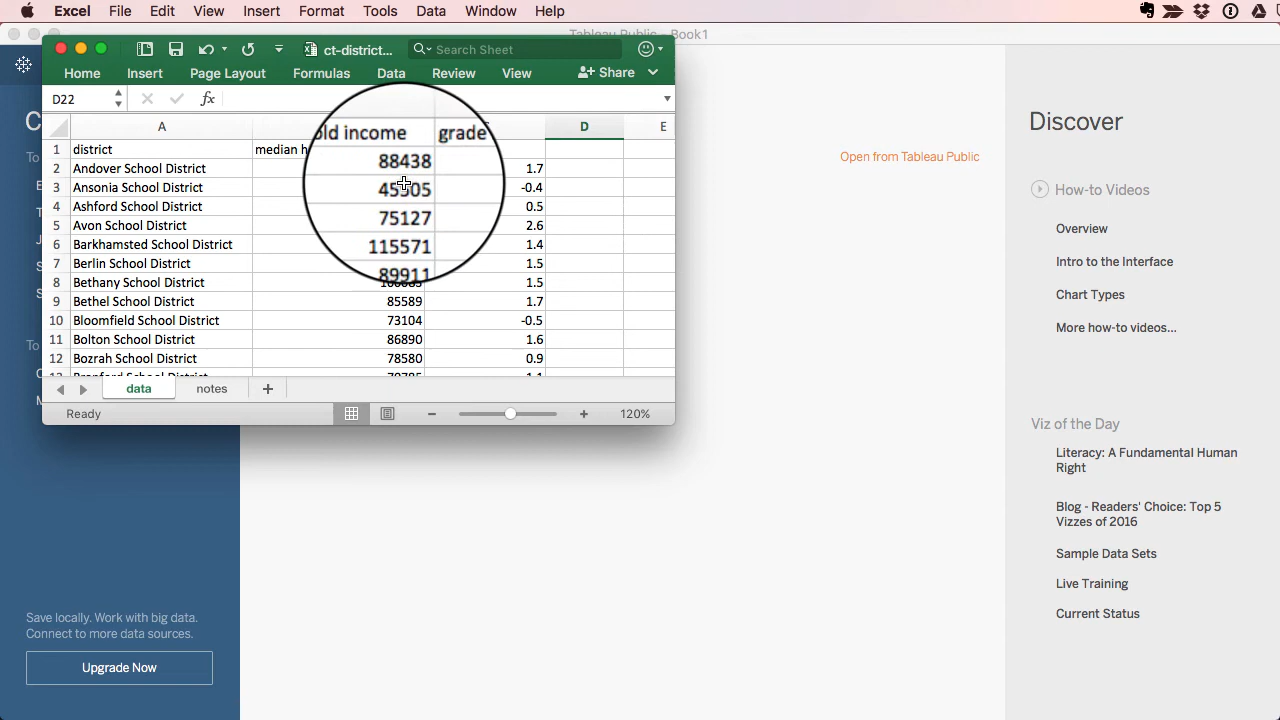 Excel File Edit View Insert Format Tools Data Window Help
Tableau Public - Book1
ct-district...
Search Sheet
Home Insert Page Layout Formulas Data Review View Share
D22
fx
A D E
1 district median h old income grade
2 Andover School District 88438 1.7
3 Ansonia School District 45505 -0.4
4 Ashford School District 75127 0.5
5 Avon School District 115571 2.6
6 Barkhamsted School District 89911 1.4
7 Berlin School District 1.5
8 Bethany School District 1.5
9 Bethel School District 85589 1.7
10 Bloomfield School District 73104 -0.5
11 Bolton School District 86890 1.6
12 Bozrah School District 78580 0.9
data notes
Ready
120%
C
To
To
Save locally. Work with big data.
Connect to more data sources.
Upgrade Now
Discover
Open from Tableau Public
How-to Videos
Overview
Intro to the Interface
Chart Types
More how-to videos...
Viz of the Day
Literacy: A Fundamental Human
Right
Blog - Readers' Choice: Top 5
Vizzes of 2016
Sample Data Sets
Live Training
Current Status